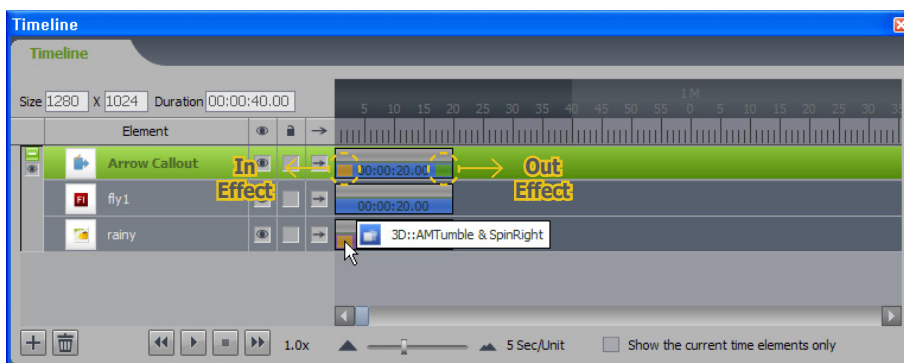 Timeline
Timeline
Size 1280 X 1024 Duration 00:00:40.00
1 M
5 10 15 20 25 30 35 40 45 50 55 0 5 10 15 20 25 30 35
Element
Arrow Callout 00:00:20.00
In Effect
Out Effect
fly1 00:00:20.00
rainy 3D::AMTumble & SpinRight
1.0x 5 Sec/Unit Show the current time elements only